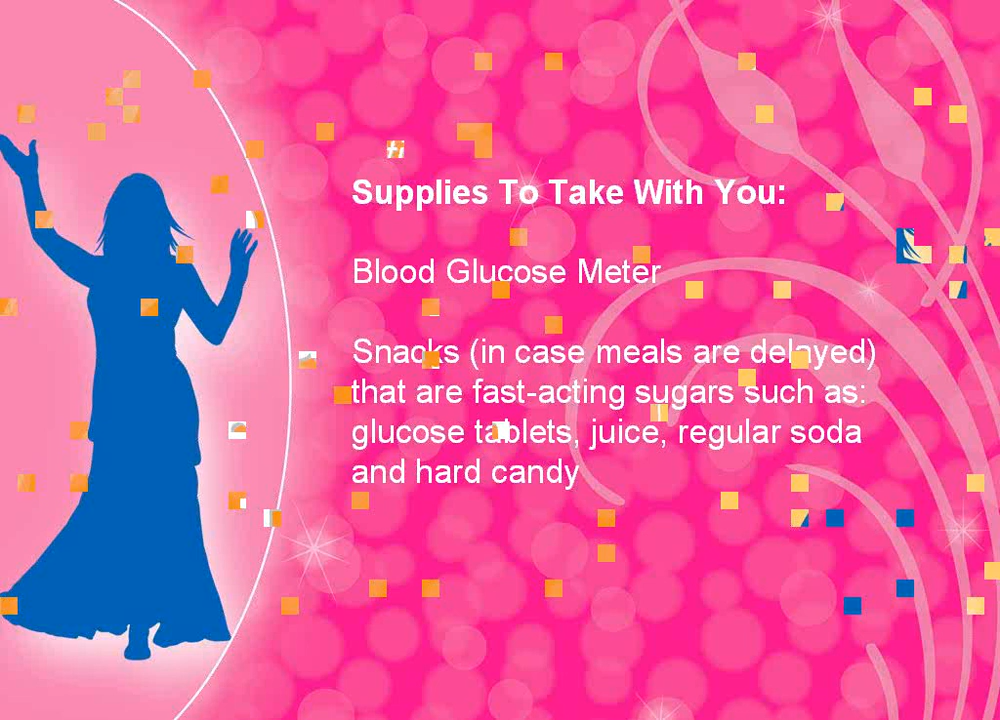 Supplies To Take With You:
Blood Glucose Meter
Snacks (in case meals are delayed)
that are fast-acting sugars such as:
glucose tablets, juice, regular soda
and hard candy